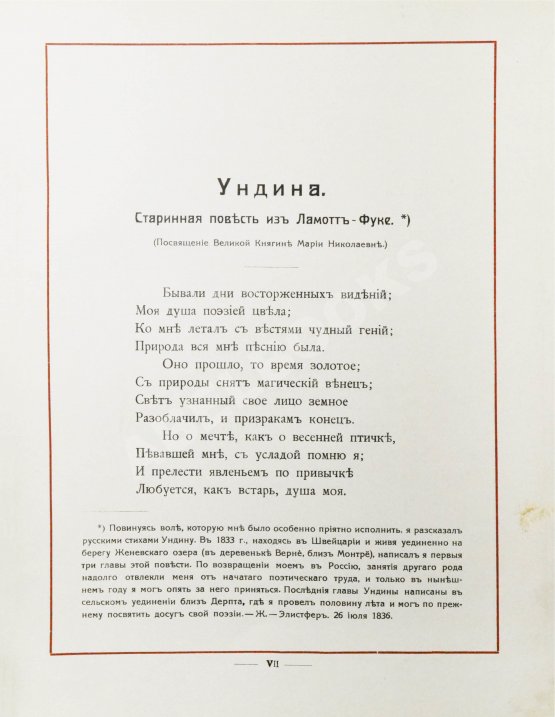 Ундина.
Старинная повѣсть изъ Ламоттъ-Фуке. *)
(Посвященіе Великой Княгинѣ Маріи Николаевнѣ.)
Бывали дни восторженныхъ видѣній;
Моя душа поэзіей цвѣла;
Ко мнѣ леталъ съ вѣстями чудный геній;
Природа вся мнѣ пѣснію была.
Оно прошло, то время золотое;
Съ природы снятъ магическій вѣнецъ;
Свѣтъ узнанный свое лицо земное
Разоблачилъ, и призракамъ конецъ.
Но о мечтѣ, какъ о весенней птичкѣ,
Пѣвавшей мнѣ, съ усладой помню я;
И прелести явленьемъ по привычкѣ
Любуется, какъ встарь, душа моя.
*) Повинуясь волѣ, которую мнѣ было особенно пріятно исполнить. я разсказалъ
русскими стихами Ундину. Въ 1833 г., находясь въ Швейцаріи и живя уединенно на
берегу Женевскаго озера (въ деревенькѣ Вернѐ, близъ Монтрё), написалъ я первыя
три главы этой повѣсти. По возвращеніи моемъ въ Россію, занятія другаго рода
надолго отвлекли меня отъ начатаго поэтическаго труда, и только въ нынѣш-
немъ году я могъ опять за него приняться. Послѣднія главы Ундины написаны въ
сельскомъ уединеніи близъ Дерпта, гдѣ я провелъ половину лѣта и могъ по преж-
нему посвятить досугъ свой поэзіи.—Ж.—Элистферъ. 26 іюля 1836.
VII